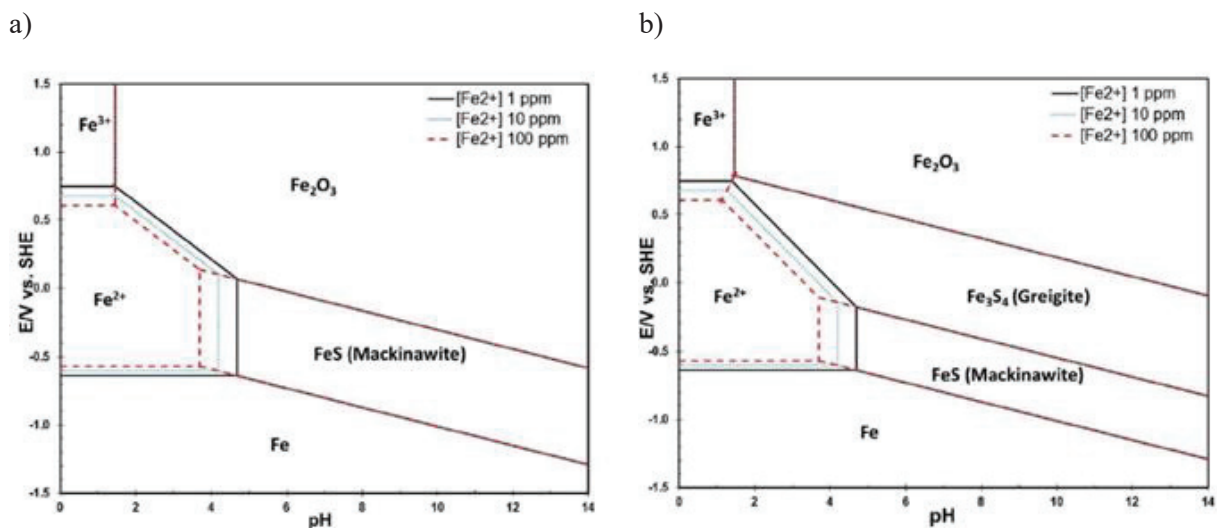 a)
b)
1.5
1.0
0.5
0.0
-0.5
-1.0
-1.5
E/V vs. SHE
[Fe2+] 1 ppm
[Fe2+] 10 ppm
[Fe2+] 100 ppm
Fe³⁺
Fe₂O₃
Fe²⁺
FeS (Mackinawite)
Fe
0 2 4 6 8 10 12 14
pH
1.5
1.0
0.5
0.0
-0.5
-1.0
-1.5
E/V vs. SHE
[Fe2+] 1 ppm
[Fe2+] 10 ppm
[Fe2+] 100 ppm
Fe³⁺
Fe₂O₃
Fe²⁺
Fe₃S₄ (Greigite)
FeS (Mackinawite)
Fe
0 2 4 6 8 10 12 14
pH